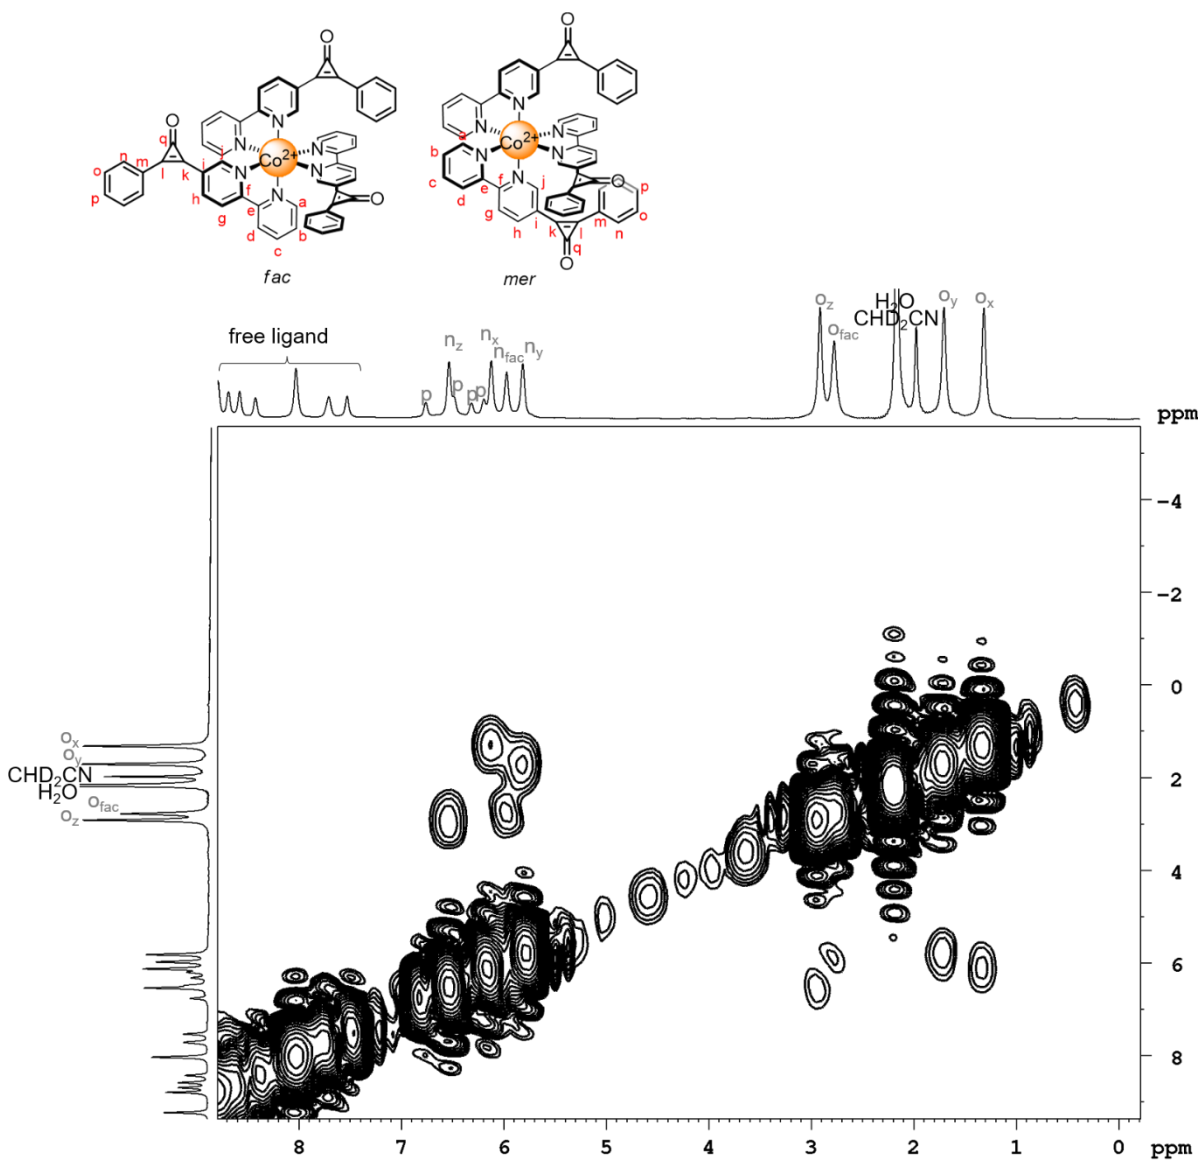 O
O
O
N
N
N
N
N
N
Co2+
q
n
m
o
p
l
k
i
j
h
g
f
e
d
c
b
a
O
fac
O
O
O
N
N
N
N
N
N
Co2+
a
b
c
d
e
f
g
h
i
j
k
l
m
n
o
p
q
mer
free ligand
p
nz
p
p
p
nx
nfac
ny
oz
ofac
H2O
CHD2CN
oy
ox
ppm
-4
-2
0
2
4
6
8
ox
oy
CHD2CN
H2O
ofac
oz
8 7 6 5 4 3 2 1 0 ppm